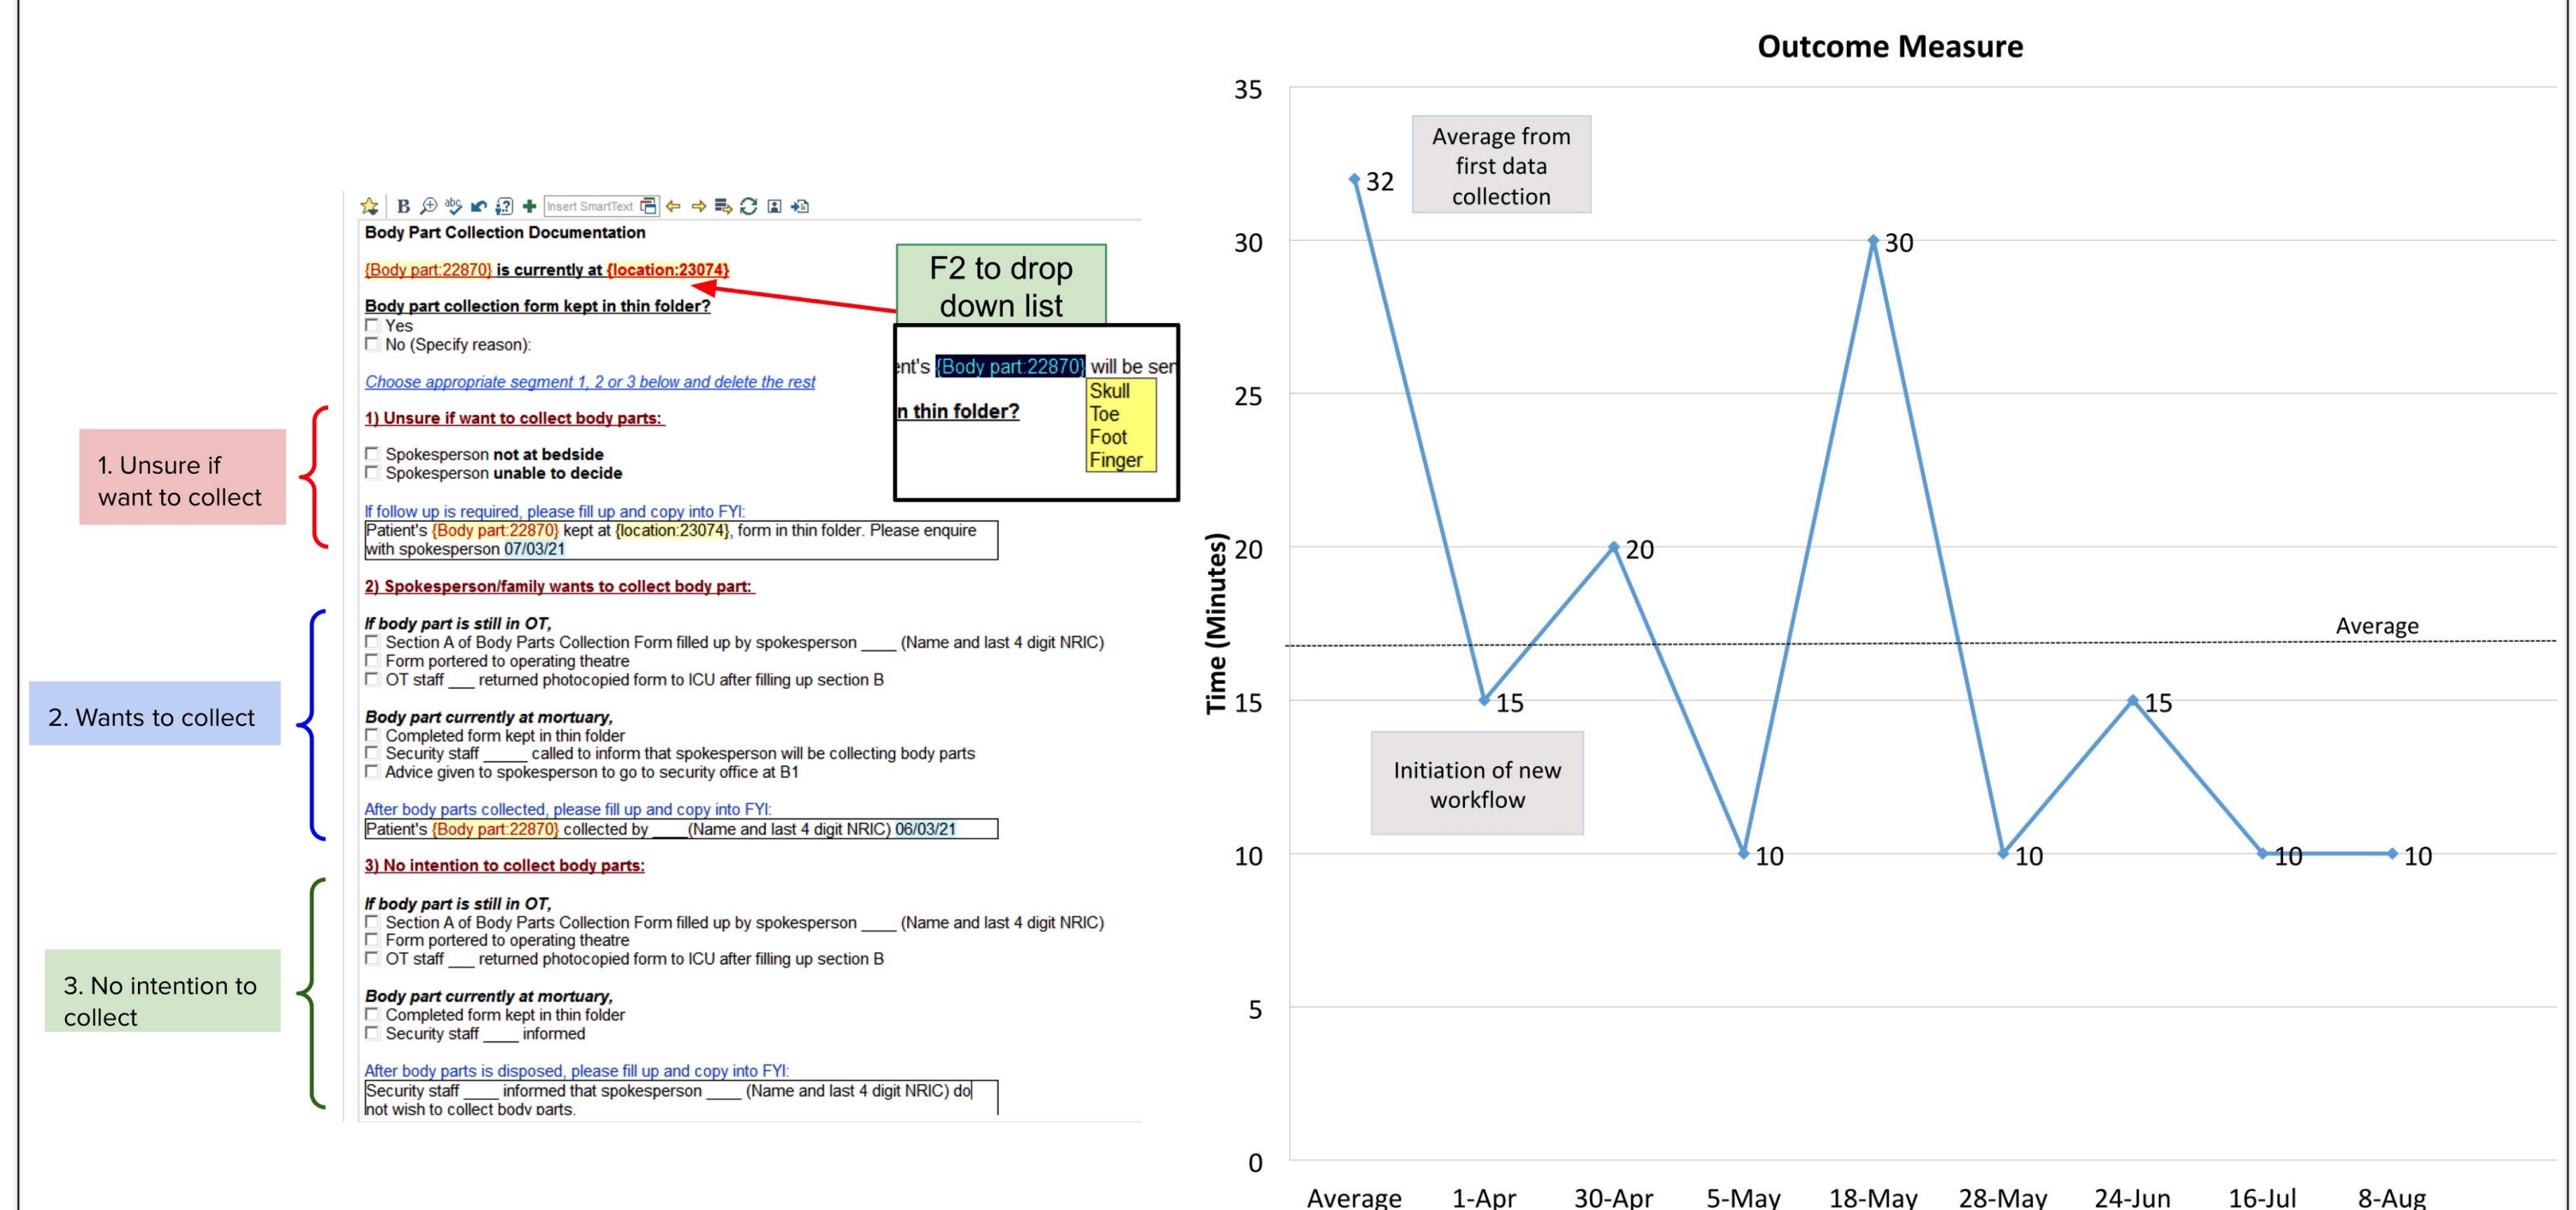 1. Unsure if
want to collect
2. Wants to collect
3. No intention to
collect
Insert SmartText
Body Part Collection Documentation
{Body part:22870} is currently at {location:23074}
Body part collection form kept in thin folder?
Yes
No (Specify reason):
Choose appropriate segment 1, 2 or 3 below and delete the rest
1) Unsure if want to collect body parts:
Spokesperson not at bedside
Spokesperson unable to decide
If follow up is required, please fill up and copy into FYI:
Patient's {Body part:22870} kept at {location:23074}, form in thin folder. Please enquire
with spokesperson 07/03/21
2) Spokesperson/family wants to collect body part:
If body part is still in OT,
Section A of Body Parts Collection Form filled up by spokesperson ____ (Name and last 4 digit NRIC)
Form portered to operating theatre
OT staff ___ returned photocopied form to ICU after filling up section B
Body part currently at mortuary,
Completed form kept in thin folder
Security staff _____ called to inform that spokesperson will be collecting body parts
Advice given to spokesperson to go to security office at B1
After body parts collected, please fill up and copy into FYI:
Patient's {Body part:22870} collected by ____(Name and last 4 digit NRIC) 06/03/21
3) No intention to collect body parts:
If body part is still in OT,
Section A of Body Parts Collection Form filled up by spokesperson ____ (Name and last 4 digit NRIC)
Form portered to operating theatre
OT staff ___ returned photocopied form to ICU after filling up section B
Body part currently at mortuary,
Completed form kept in thin folder
Security staff ____ informed
After body parts is disposed, please fill up and copy into FYI:
Security staff ____ informed that spokesperson ____ (Name and last 4 digit NRIC) do
not wish to collect body parts.
F2 to drop
down list
ent's {Body part:22870} will be ser
Skull
n thin folder?
Toe
Foot
Finger
Outcome Measure
Time (Minutes)
35
30
25
20
15
10
5
0
32
Average from
first data
collection
15
20
10
30
10
15
10
10
Average
Initiation of new
workflow
Average
1-Apr
30-Apr
5-May
18-May
28-May
24-Jun
16-Jul
8-Aug